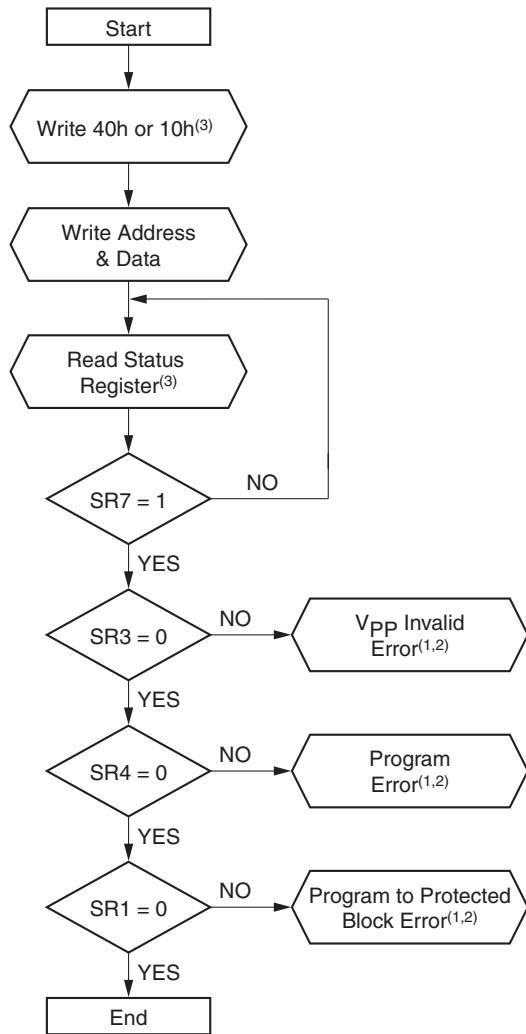 Start
Write 40h or 10h(3)
Write Address
& Data
Read Status
Register(3)
NO
SR7 = 1
YES
NO
SR3 = 0
VPP Invalid
Error(1,2)
YES
NO
SR4 = 0
Program
Error(1,2)
YES
NO
SR1 = 0
Program to Protected
Block Error(1,2)
YES
End